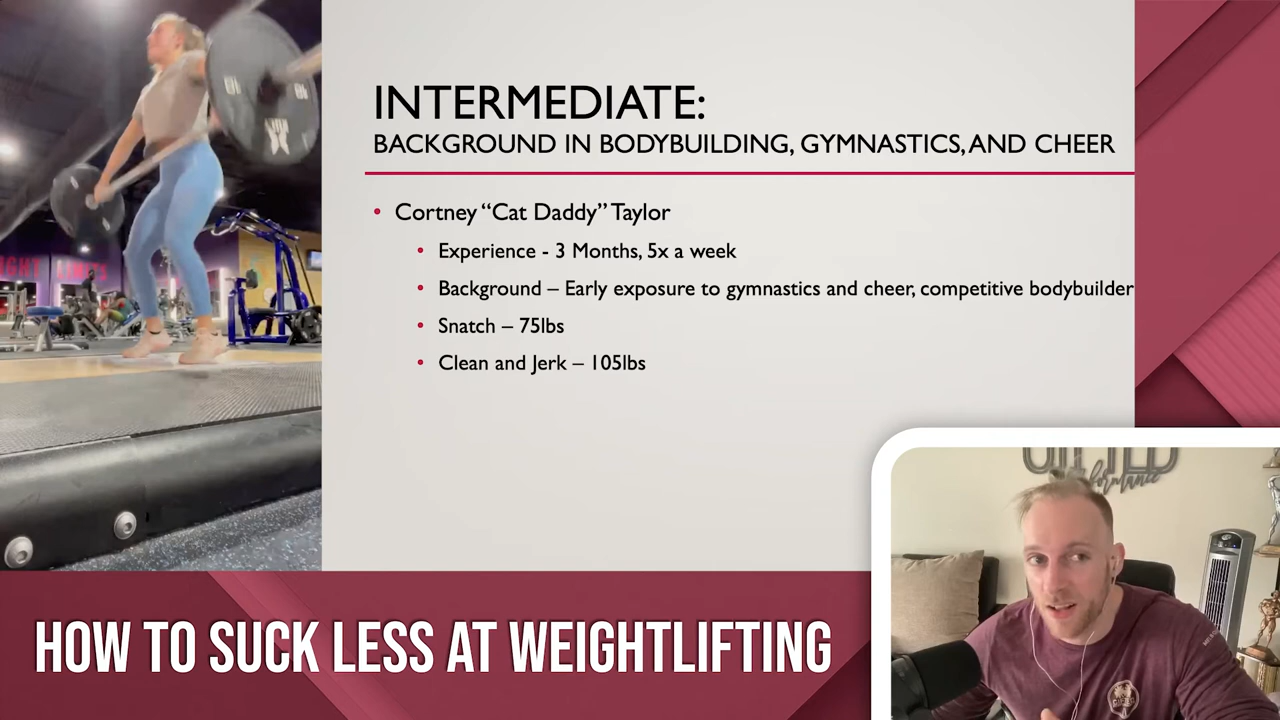 INTERMEDIATE:
BACKGROUND IN BODYBUILDING, GYMNASTICS, AND CHEER
• Cortney “Cat Daddy” Taylor
• Experience - 3 Months, 5x a week
• Background – Early exposure to gymnastics and cheer, competitive bodybuilder
• Snatch – 75lbs
• Clean and Jerk – 105lbs
HOW TO SUCK LESS AT WEIGHTLIFTING